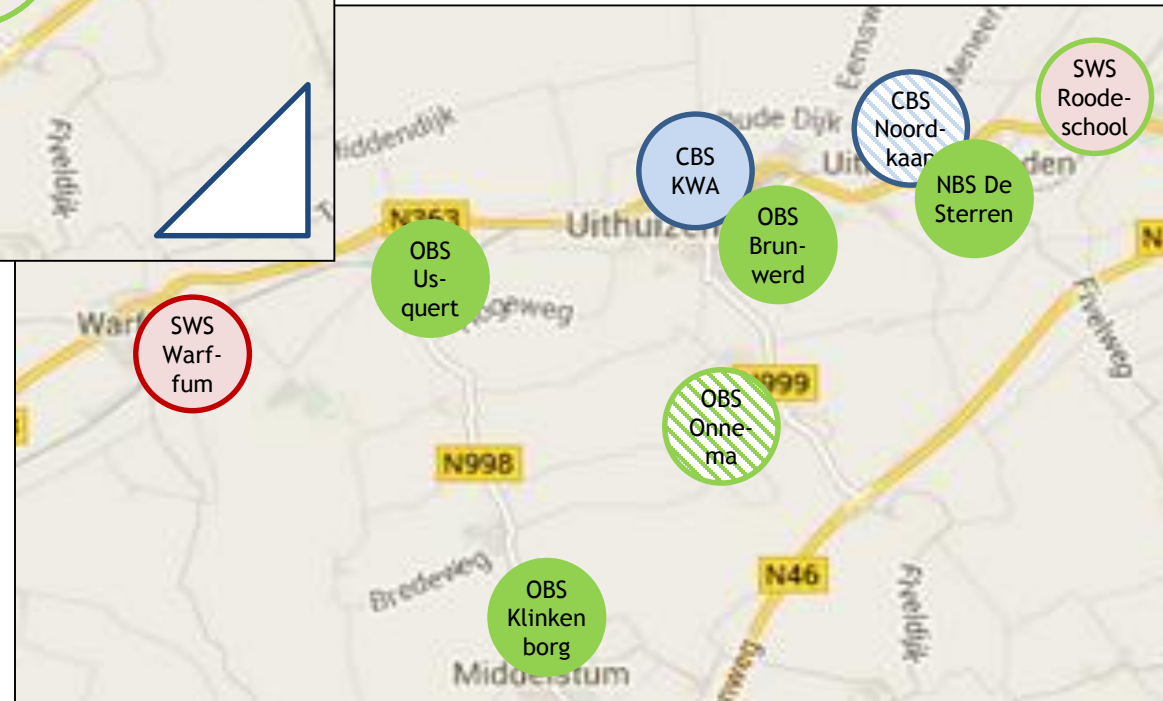 SWS
Roode-
school
CBS
Noord-
kaap
CBS
KWA
NBS De
Sterren
OBS
Brun-
werd
OBS
Us-
quert
SWS
Warf-
fum
OBS
Onne-
ma
OBS
Klinken
borg
Fiveldijk
Middendijk
Oude Dijk
N363
Uithuizen
N999
N998
N46
Bredeweg
Fivelweg
Fiveldijk
Middelstum